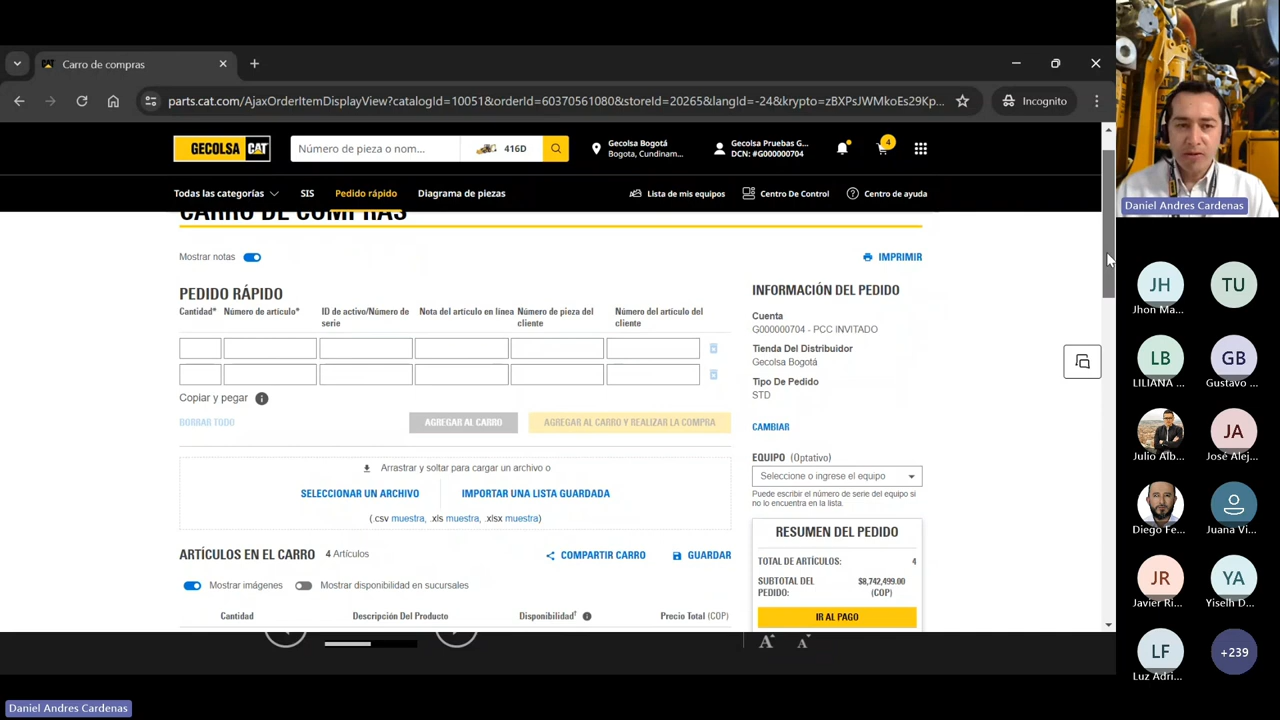 Carro de compras
parts.cat.com/AjaxOrderItemDisplayView?catalogId=10051&orderId=60370561080&storeId=20265&langId=-24&krypto=zBXPsJWMkoEs29Kp...
Incognito
GECOLSA CAT
Número de pieza o nom...
416D
Gecolsa Bogotá
Bogota, Cundinam...
Gecolsa Pruebas G...
DCN: #G000000704
4
Todas las categorías
SIS
Pedido rápido
Diagrama de piezas
Lista de mis equipos
Centro De Control
Centro de ayuda
CARRO DE COMPRAS
Mostrar notas
IMPRIMIR
PEDIDO RÁPIDO
Cantidad*
Número de artículo*
ID de activo/Número de serie
Nota del artículo en línea
Número de pieza del cliente
Número del artículo del cliente
Copiar y pegar
BORRAR TODO
AGREGAR AL CARRO
AGREGAR AL CARRO Y REALIZAR LA COMPRA
Arrastrar y soltar para cargar un archivo o
SELECCIONAR UN ARCHIVO
IMPORTAR UNA LISTA GUARDADA
(.csv muestra, .xls muestra, .xlsx muestra)
ARTÍCULOS EN EL CARRO 4 Artículos
COMPARTIR CARRO
GUARDAR
Mostrar imágenes
Mostrar disponibilidad en sucursales
Cantidad
Descripción Del Producto
Disponibilidad†
Precio Total (COP)
INFORMACIÓN DEL PEDIDO
Cuenta
G000000704 - PCC INVITADO
Tienda Del Distribuidor
Gecolsa Bogotá
Tipo De Pedido
STD
CAMBIAR
EQUIPO (Optativo)
Seleccione o ingrese el equipo
Puede escribir el número de serie del equipo si
no lo encuentra en la lista.
RESUMEN DEL PEDIDO
TOTAL DE ARTÍCULOS: 4
SUBTOTAL DEL PEDIDO: $8,742,499.00 (COP)
IR AL PAGO
A
A
Daniel Andres Cardenas
JH
Jhon Ma...
TU
LB
LILIANA ...
GB
Gustavo ...
Julio Alb...
JA
José Alej...
Diego Fe...
Juana Vi...
JR
Javier Ri...
YA
Yiselh D...
LF
Luz Adri...
+239
Daniel Andres Cardenas